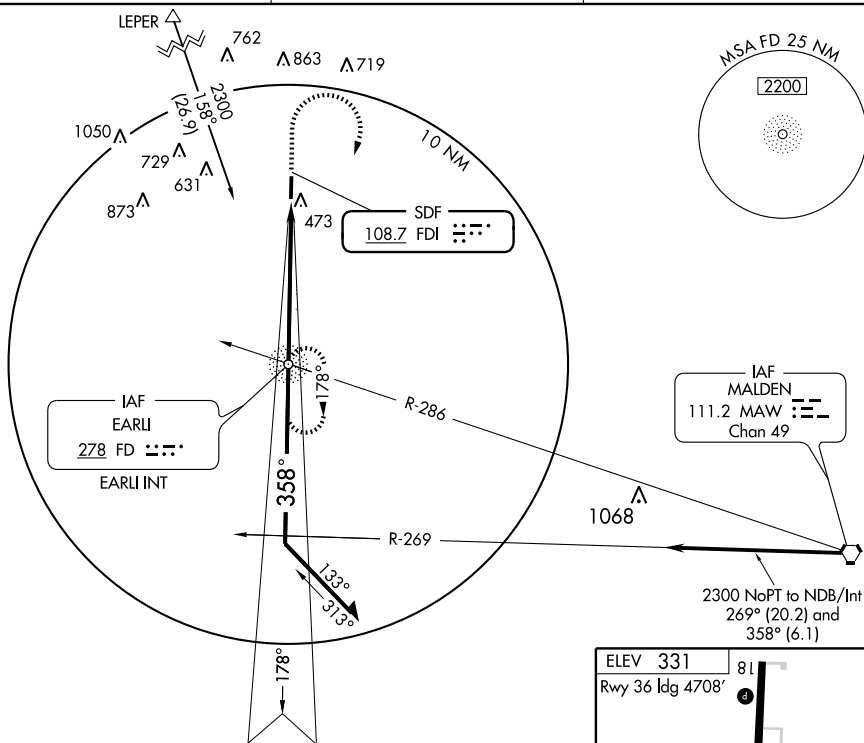 LEPER
2300
158°
(26.9)
762
863
719
1050
729
631
873
473
10 NM
MSA FD 25 NM
2200
SDF
108.7 FDI
IAF
EARLI
278 FD
EARLI INT
178°
358°
R-286
R-269
133°
313°
178°
1068
IAF
MALDEN
111.2 MAW
Chan 49
2300 NoPT to NDB/Int
269° (20.2) and
358° (6.1)
ELEV 331
Rwy 36 ldg 4708'
18
P